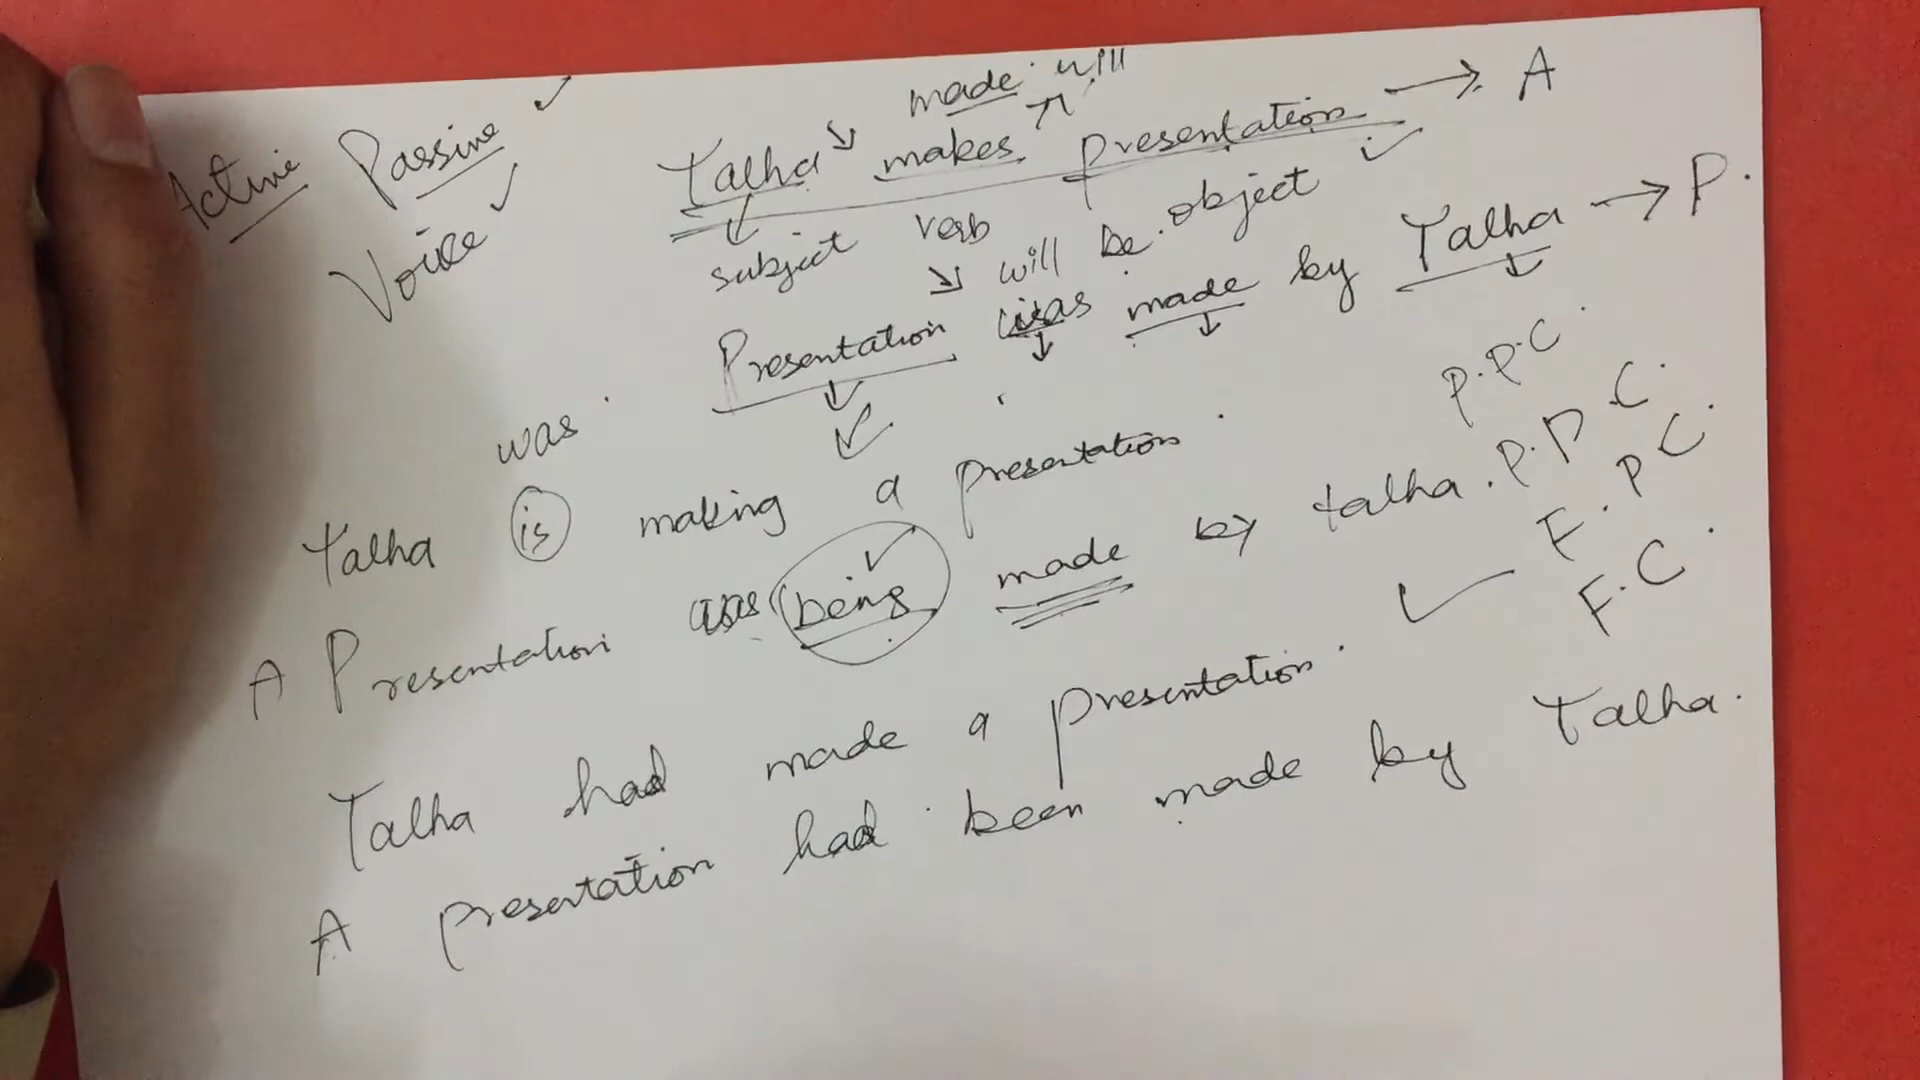 Active Passive
Voice
made will
Talha makes presentation → A
subject verb object
will be
Presentation was made by Talha → P.
was
P.P.C.
Talha is making a presentation.
P.P.C.
A Presentation was being made by talha.
F.P.C.
F.C.
Talha had made a presentation.
A presentation had been made by Talha.